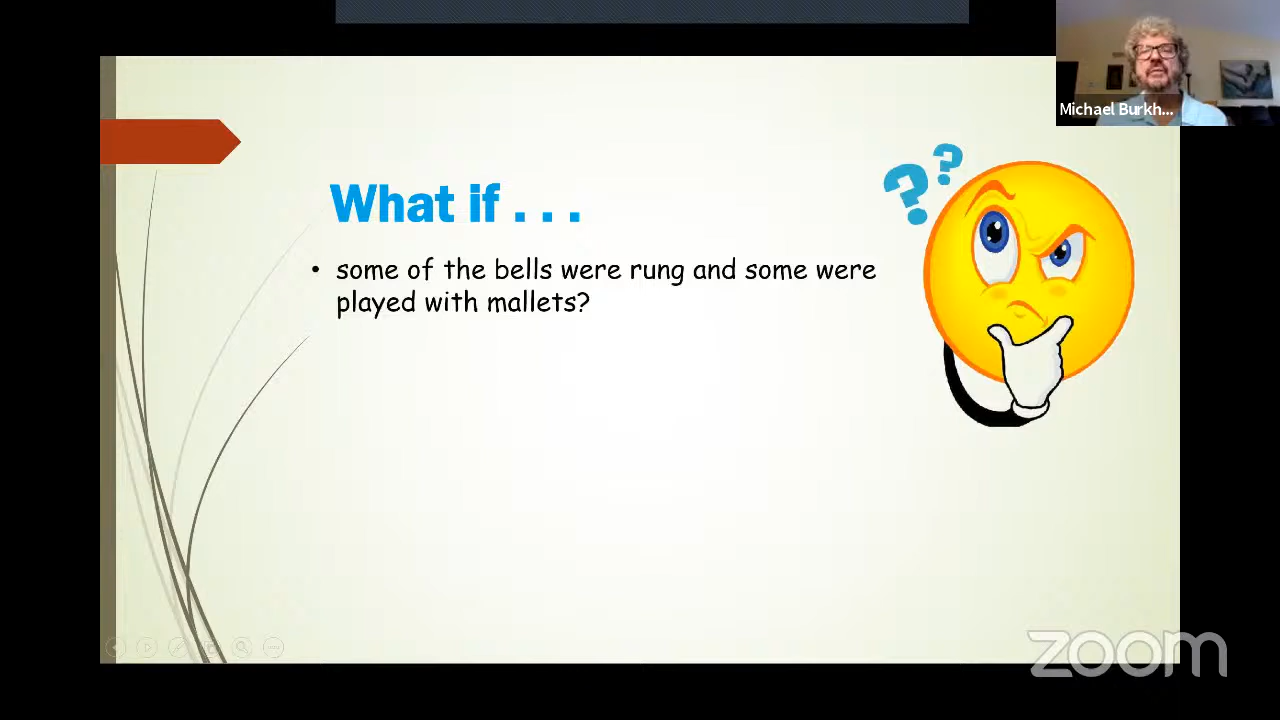 Michael Burkh...
? ?
What if . . .
• some of the bells were rung and some were
played with mallets?
zoom